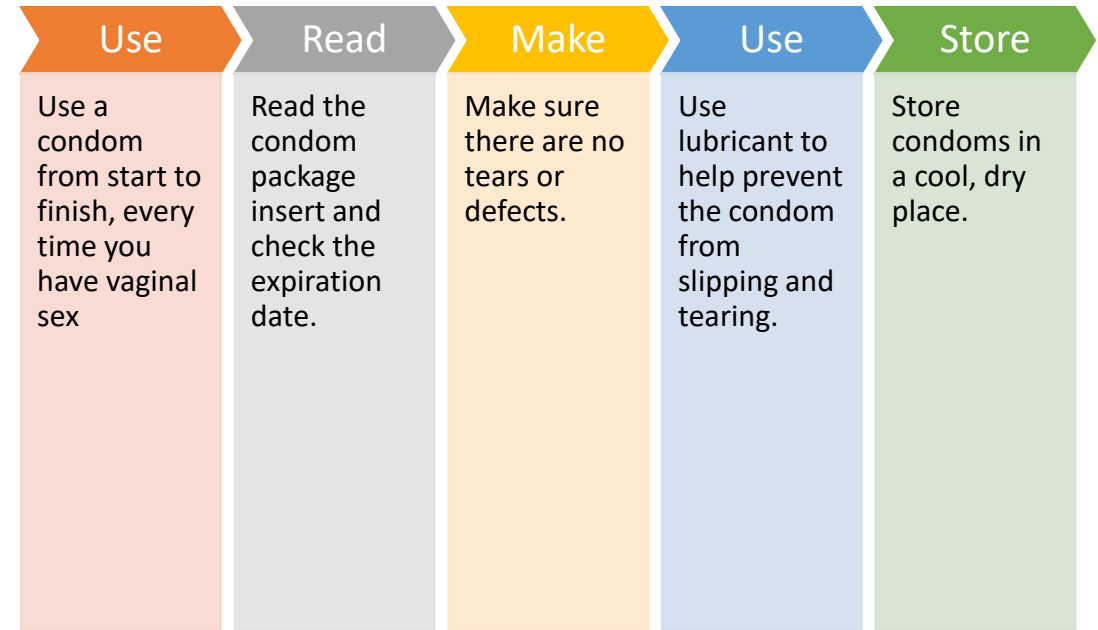 Use
Use a
condom
from start to
finish, every
time you
have vaginal
sex
Read
Read the
condom
package
insert and
check the
expiration
date.
Make
Make sure
there are no
tears or
defects.
Use
Use
lubricant to
help prevent
the condom
from
slipping and
tearing.
Store
Store
condoms in
a cool, dry
place.